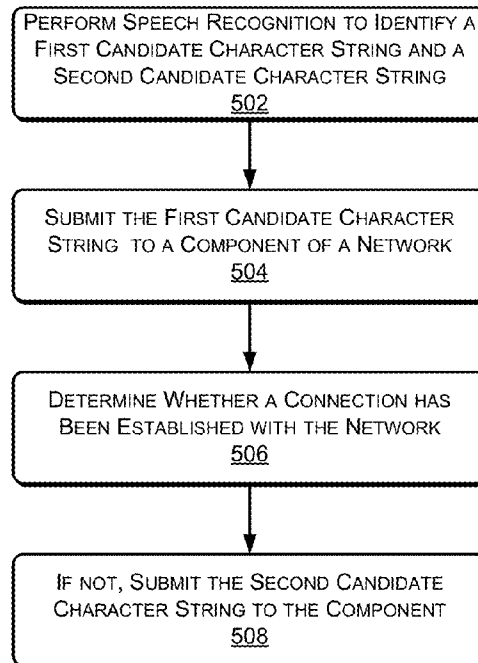 PERFORM SPEECH RECOGNITION TO IDENTIFY A
FIRST CANDIDATE CHARACTER STRING AND A
SECOND CANDIDATE CHARACTER STRING
502
SUBMIT THE FIRST CANDIDATE CHARACTER
STRING TO A COMPONENT OF A NETWORK
504
DETERMINE WHETHER A CONNECTION HAS
BEEN ESTABLISHED WITH THE NETWORK
506
IF NOT, SUBMIT THE SECOND CANDIDATE
CHARACTER STRING TO THE COMPONENT
508